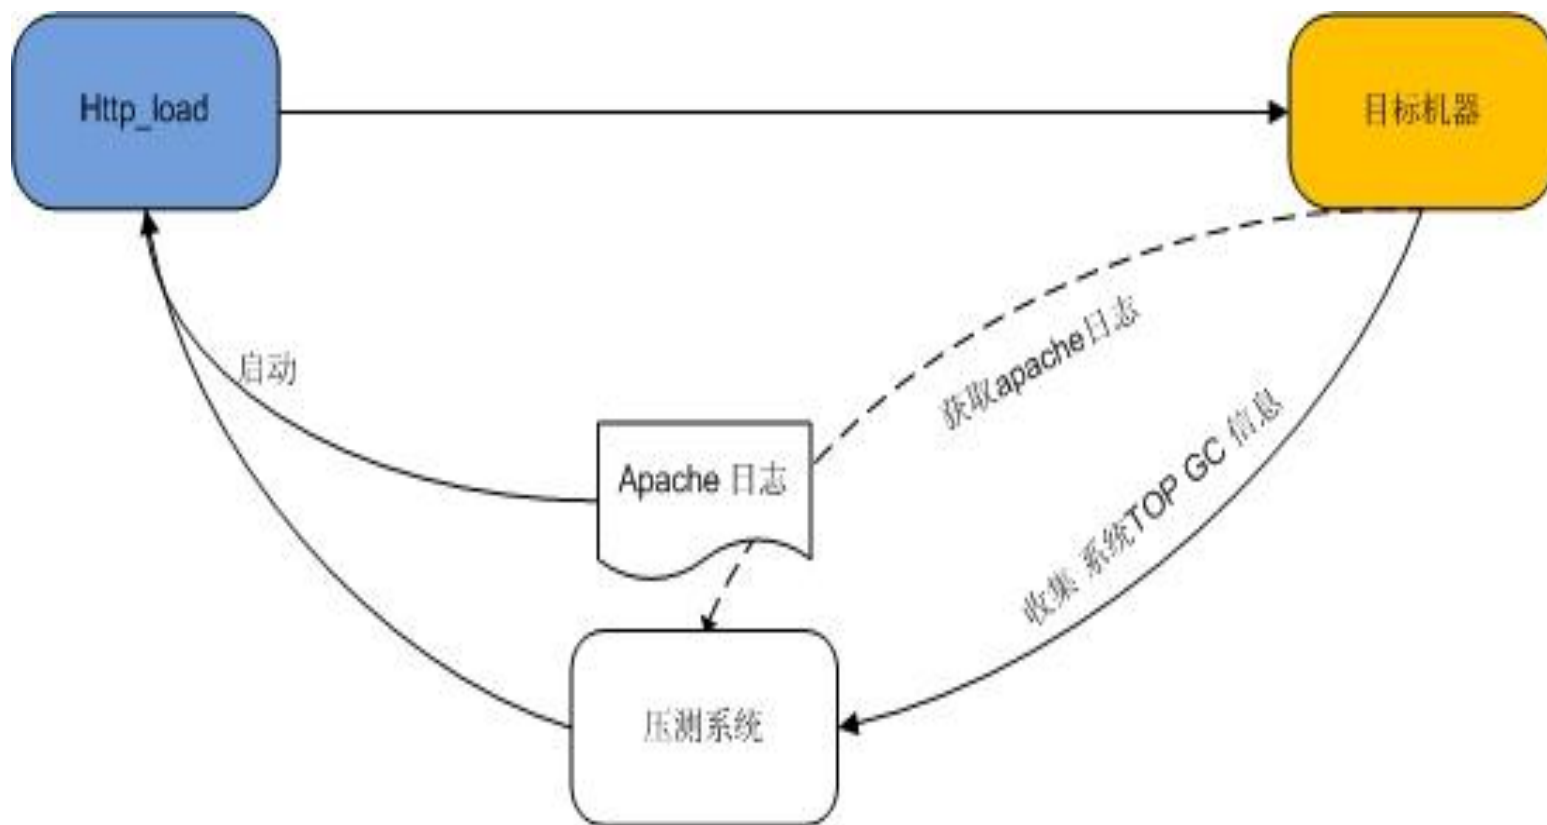 Http_load
目标机器
启动
获取apache日志
Apache 日志
收集 系统TOP GC 信息
压测系统